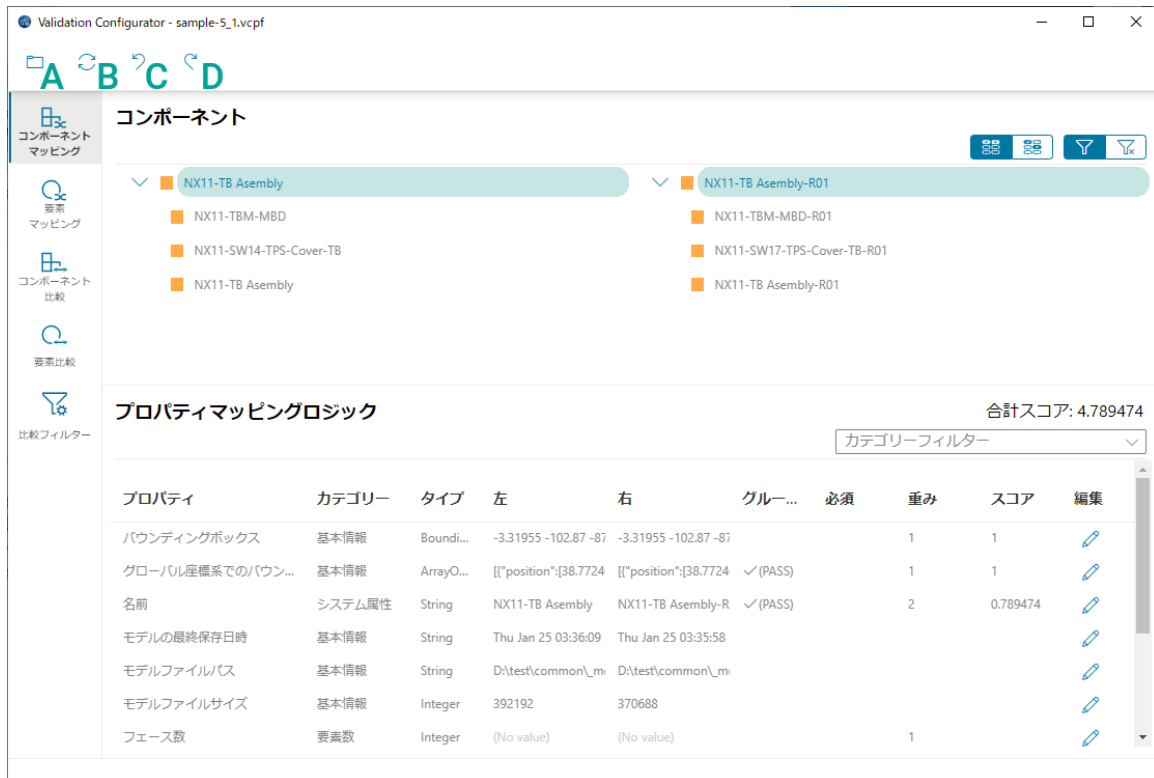 Validation Configurator - sample-5_1.vcpf
A B C D
コンポーネント
マッピング
要素
マッピング
コンポーネント
比較
要素比較
比較フィルター
コンポーネント
NX11-TB Asembly
NX11-TBM-MBD
NX11-SW14-TPS-Cover-TB
NX11-TB Asembly
NX11-TB Asembly-R01
NX11-TBM-MBD-R01
NX11-SW17-TPS-Cover-TB-R01
NX11-TB Asembly-R01
プロパティマッピングロジック
合計スコア: 4.789474
カテゴリーフィルター
プロパティ カテゴリー タイプ 左 右 グルー... 必須 重み スコア 編集
バウンディングボックス 基本情報 Boundi... -3.31955 -102.87 -87 -3.31955 -102.87 -87 1 1
グローバル座標系でのバウン... 基本情報 ArrayO... [{"position":[38.7724 [{"position":[38.7724 ✓(PASS) 1 1
名前 システム属性 String NX11-TB Asembly NX11-TB Asembly-R ✓(PASS) 2 0.789474
モデルの最終保存日時 基本情報 String Thu Jan 25 03:36:09 Thu Jan 25 03:35:58
モデルファイルパス 基本情報 String D:\test\common\_m D:\test\common\_m
モデルファイルサイズ 基本情報 Integer 392192 370688
フェース数 要素数 Integer (No value) (No value) 1